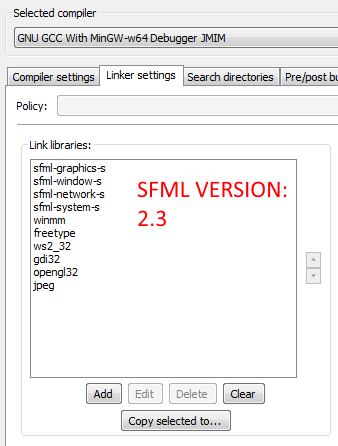 Selected compiler
GNU GCC With MinGW-w64 Debugger JMIM
Compiler settings
Linker settings
Search directories
Pre/post bu
Policy:
Link libraries:
sfml-graphics-s
sfml-window-s
sfml-network-s
sfml-system-s
winmm
freetype
ws2_32
gdi32
opengl32
jpeg
SFML VERSION:
2.3
Add
Edit
Delete
Clear
Copy selected to...